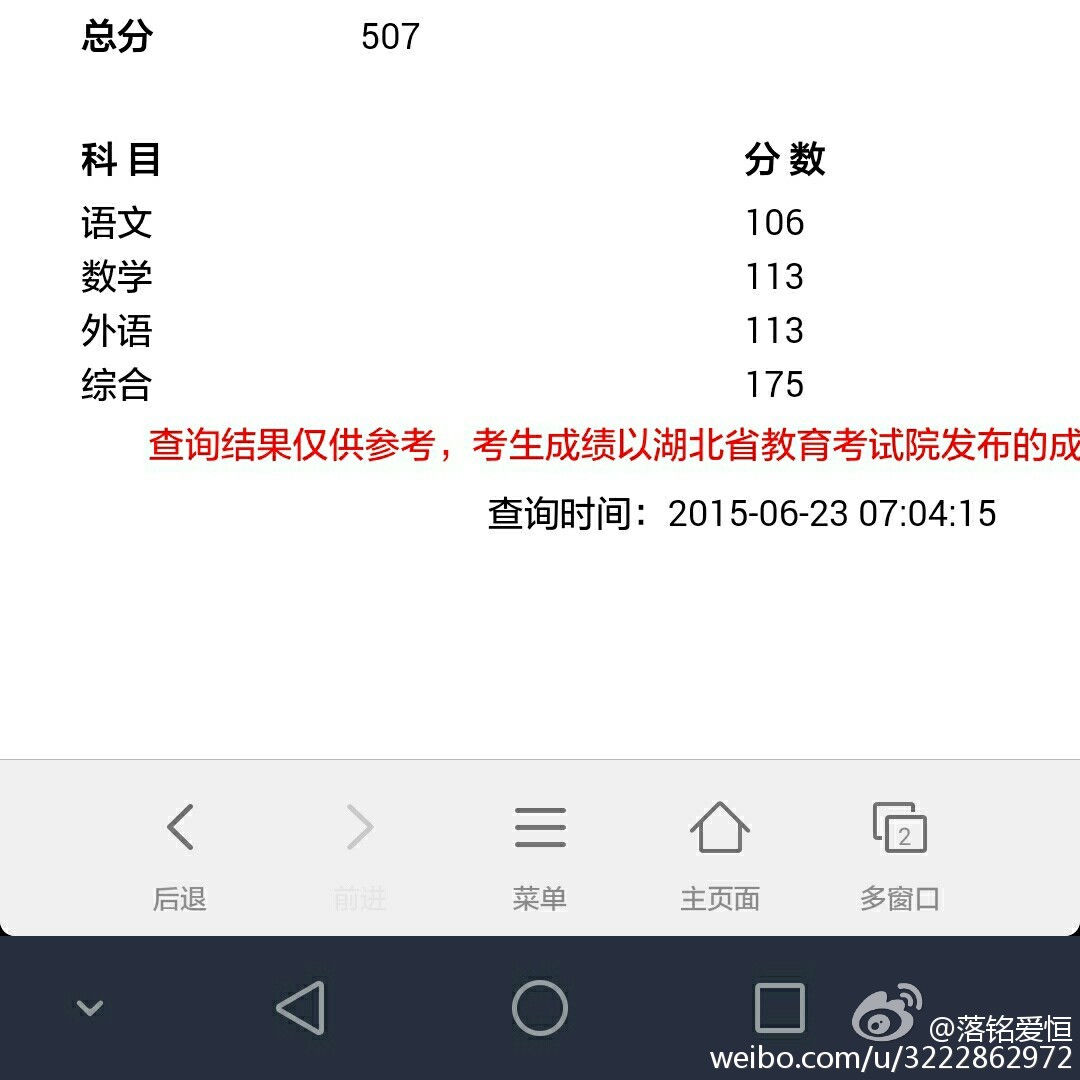 总分 507
科目 分数
语文 106
数学 113
外语 113
综合 175
查询结果仅供参考，考生成绩以湖北省教育考试院发布的成
查询时间：2015-06-23 07:04:15
2
后退 前进 菜单 主页面 多窗口
@落铭爱恒
weibo.com/u/3222862972